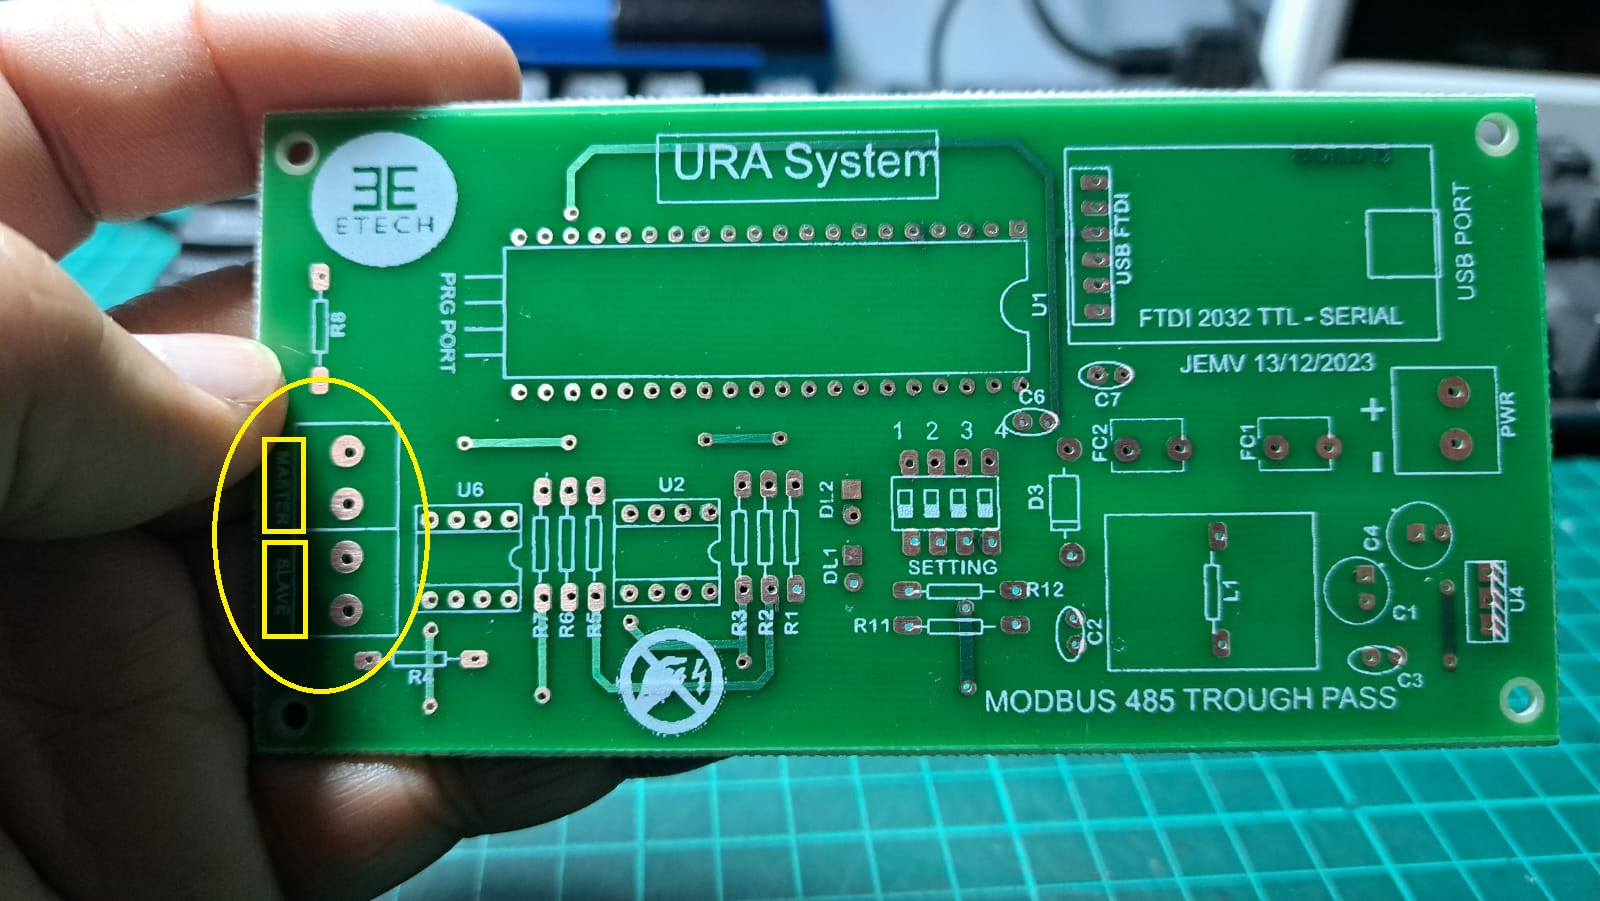 URA System
ƎE
ETECH
USB FTDI
USB PORT
FTDI 2032 TTL - SERIAL
PRG PORT
U1
R8
JEMV 13/12/2023
C7
C6
1 2 3 4
FC2
FC1
+
-
PWR
MASTER
SLAVE
U6
U2
DL2
DL1
D3
SETTING
C4
C1
U4
L1
R12
R11
C2
C3
R7
R6
R5
R3
R2
R1
R4
MODBUS 485 TROUGH PASS